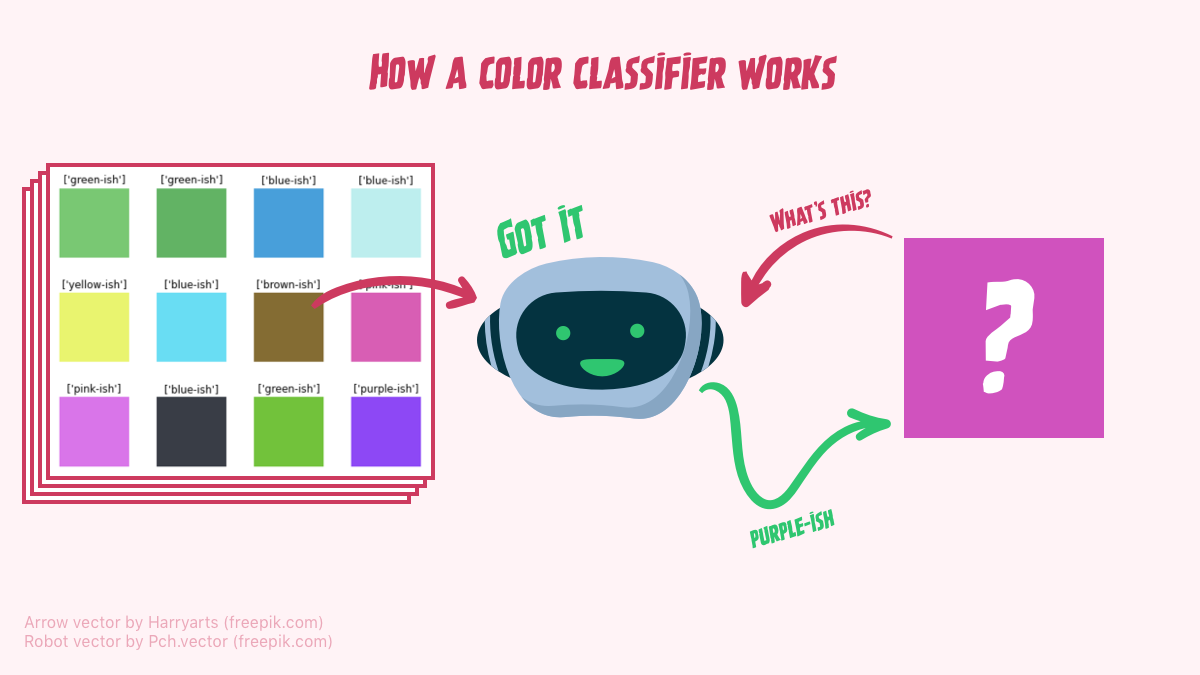 How a color classifier works
['green-ish'] ['green-ish'] ['blue-ish'] ['blue-ish']
['yellow-ish'] ['blue-ish'] ['brown-ish'] ['pink-ish']
['pink-ish'] ['blue-ish'] ['green-ish'] ['purple-ish']
Got it
What's this?
?
purple-ish
Arrow vector by Harryarts (freepik.com)
Robot vector by Pch.vector (freepik.com)